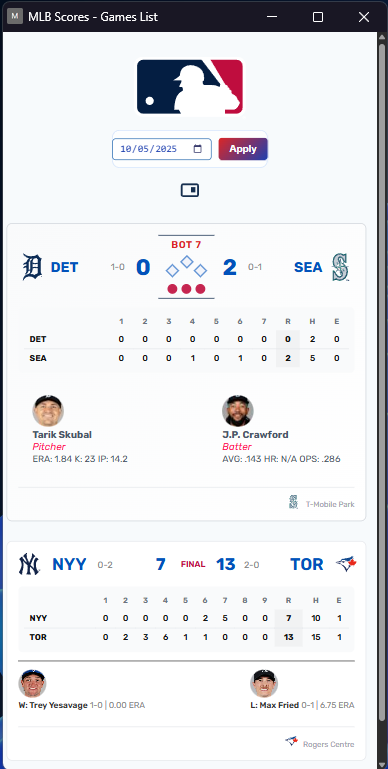 M MLB Scores - Games List
10/05/2025 Apply
BOT 7
DET 1-0 0 2 0-1 SEA
1 2 3 4 5 6 7 R H E
DET 0 0 0 0 0 0 0 0 2 0
SEA 0 0 0 1 0 1 0 2 5 0
Tarik Skubal
Pitcher
ERA: 1.84 K: 23 IP: 14.2
J.P. Crawford
Batter
AVG: .143 HR: N/A OPS: .286
T-Mobile Park
NYY 0-2 7 FINAL 13 2-0 TOR
1 2 3 4 5 6 7 8 9 R H E
NYY 0 0 0 0 0 2 5 0 0 7 10 1
TOR 0 2 3 6 1 1 0 0 0 13 15 1
W: Trey Yesavage 1-0 | 0.00 ERA
L: Max Fried 0-1 | 6.75 ERA
Rogers Centre